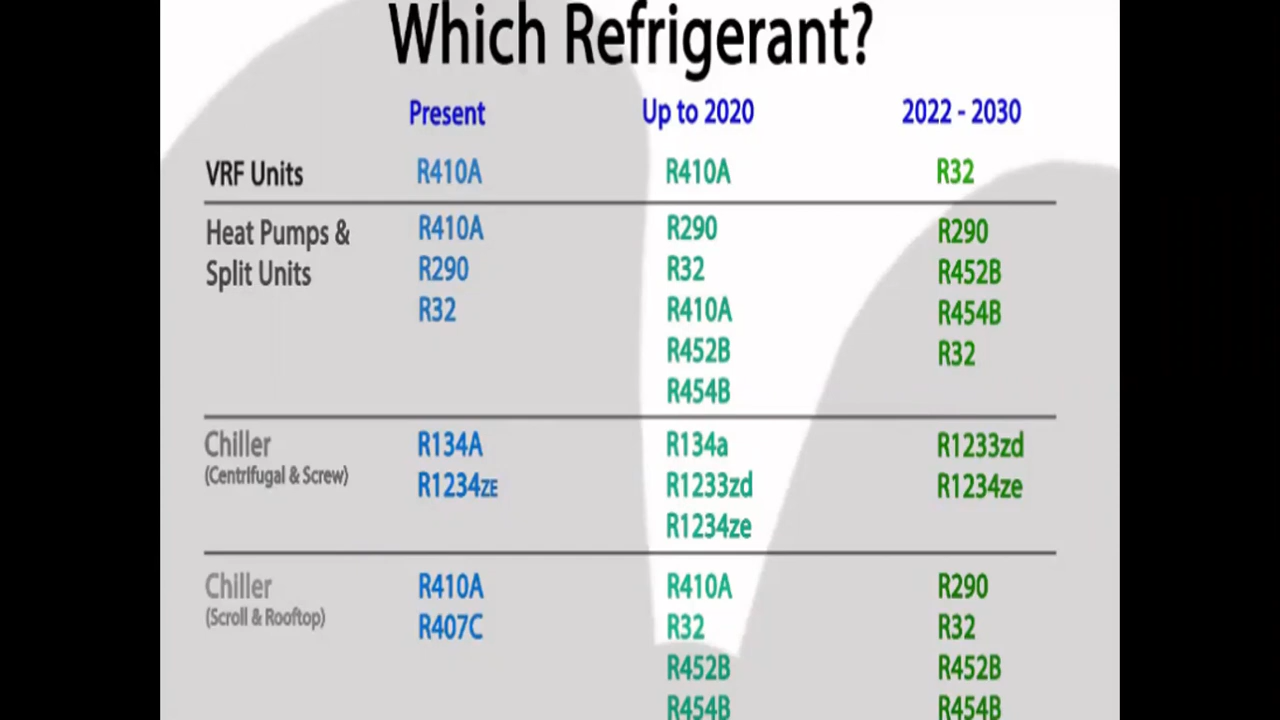 Which Refrigerant?
Present Up to 2020 2022 - 2030
VRF Units R410A R410A R32
Heat Pumps & R410A R290 R290
Split Units R290 R32 R452B
R32 R410A R454B
R452B R32
R454B
Chiller R134A R134a R1233zd
(Centrifugal & Screw) R1234ZE R1233zd R1234ze
R1234ze
Chiller R410A R410A R290
(Scroll & Rooftop) R407C R32 R32
R452B R452B
R454B R454B